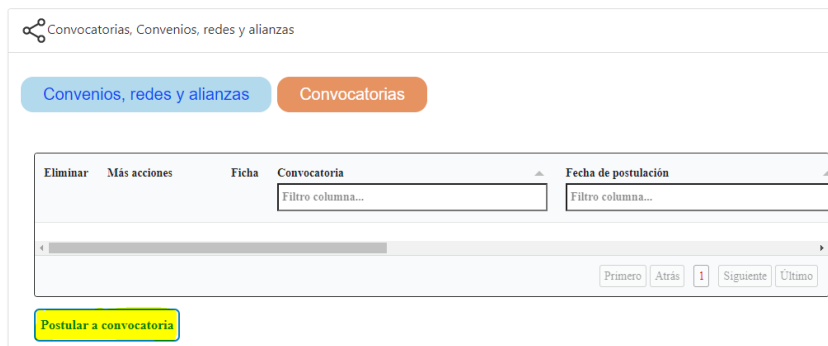 Convocatorias, Convenios, redes y alianzas
Convenios, redes y alianzas
Convocatorias
Eliminar Más acciones Ficha Convocatoria Fecha de postulación
Filtro columna... Filtro columna...
Primero Atrás 1 Siguiente Último
Postular a convocatoria